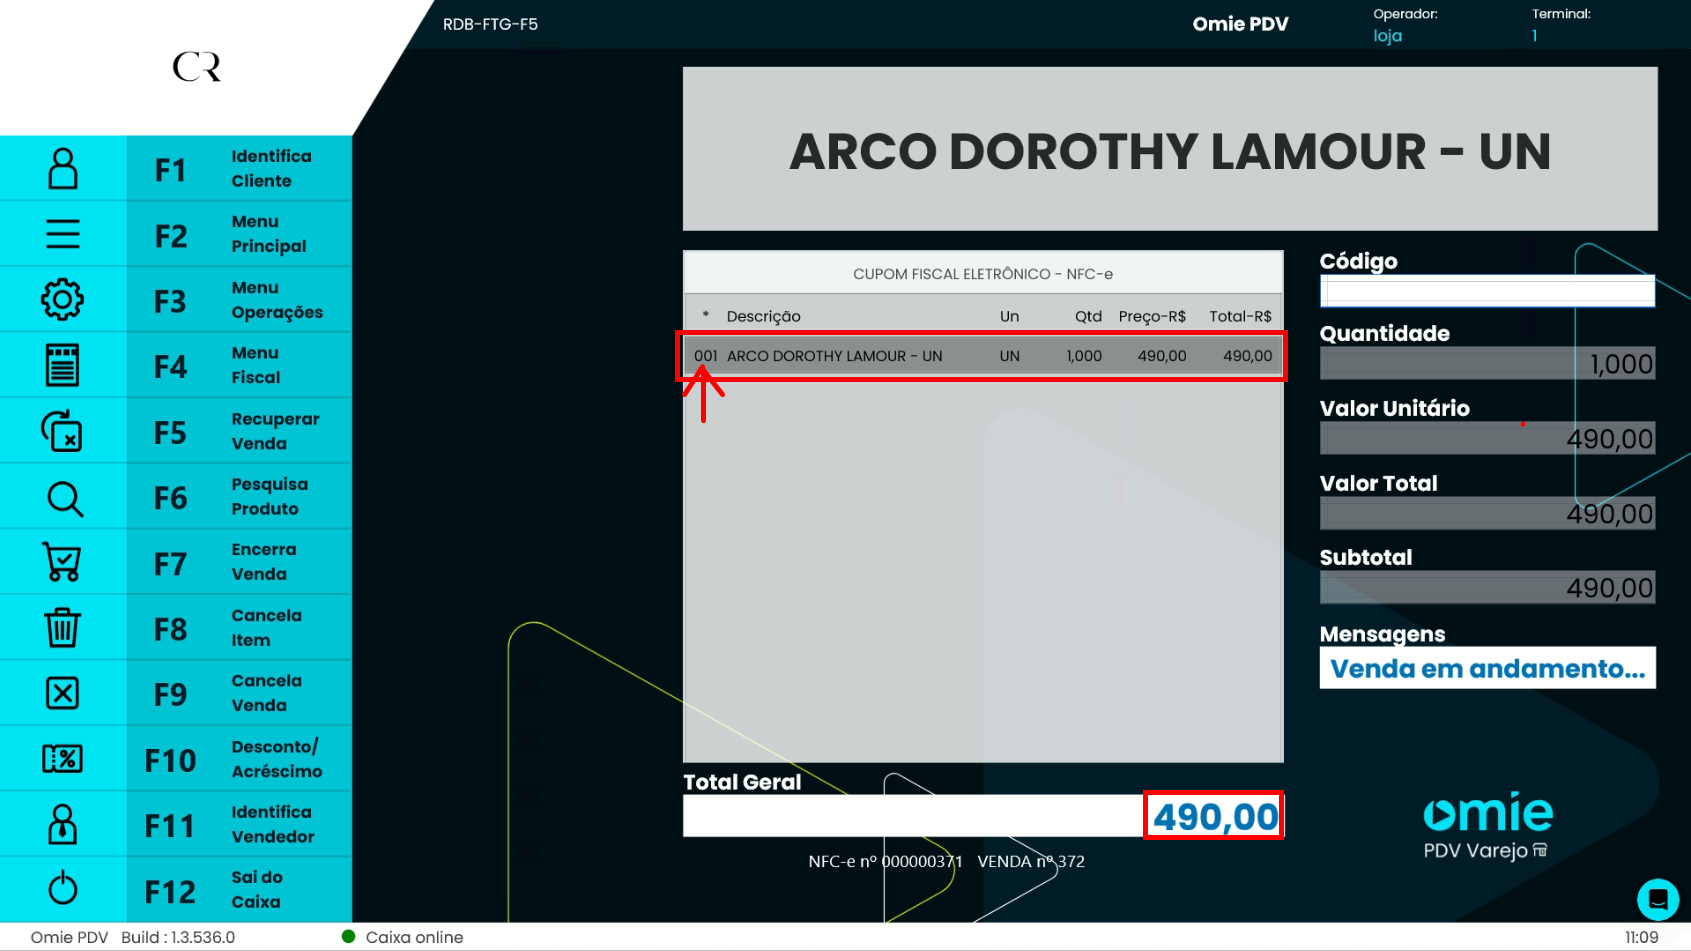 CR
RDB-FTG-F5
Omie PDV
Operador:
loja
Terminal:
1
F1 Identifica Cliente
F2 Menu Principal
F3 Menu Operações
F4 Menu Fiscal
F5 Recuperar Venda
F6 Pesquisa Produto
F7 Encerra Venda
F8 Cancela Item
F9 Cancela Venda
F10 Desconto/ Acréscimo
F11 Identifica Vendedor
F12 Sai do Caixa
ARCO DOROTHY LAMOUR - UN
CUPOM FISCAL ELETRÔNICO - NFC-e
* Descrição Un Qtd Preço-R$ Total-R$
001 ARCO DOROTHY LAMOUR - UN UN 1,000 490,00 490,00
Total Geral
490,00
NFC-e nº 000000371 VENDA nº 372
Código
Quantidade
1,000
Valor Unitário
490,00
Valor Total
490,00
Subtotal
490,00
Mensagens
Venda em andamento...
omie
PDV Varejo
Omie PDV Build : 1.3.536.0
Caixa online
11:09